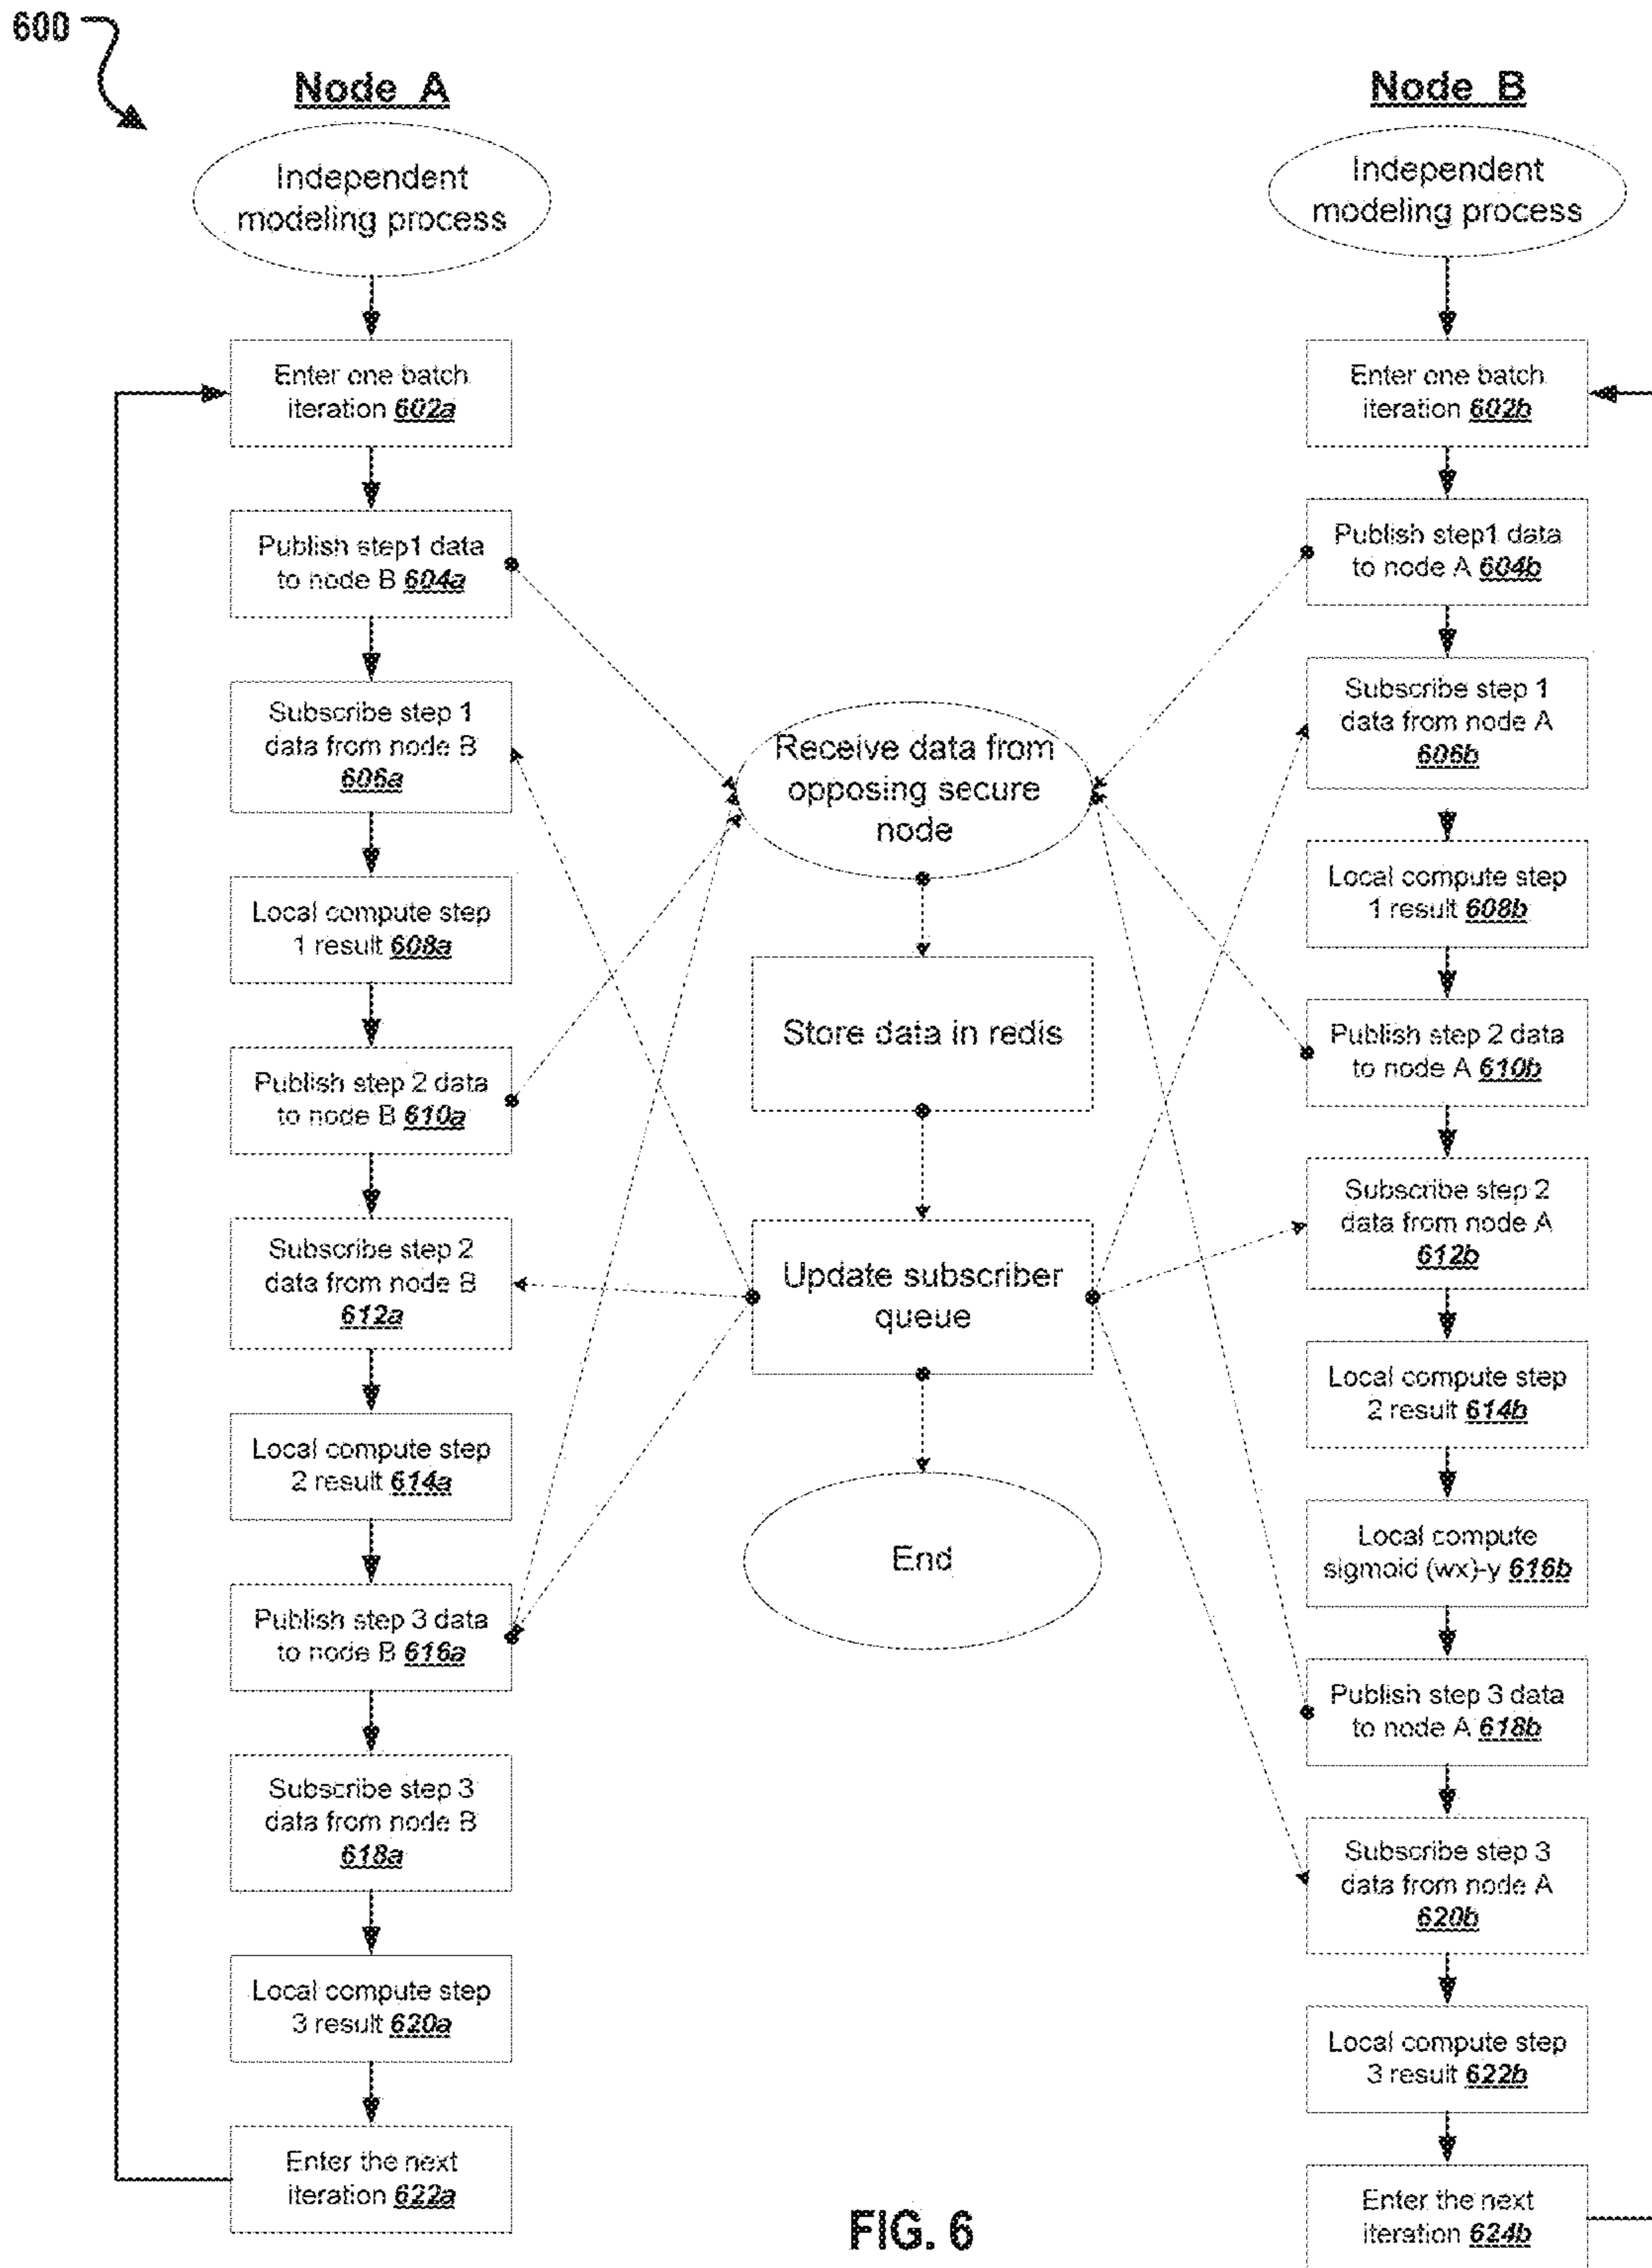 600
Node A
Independent
modeling process
Enter one batch
iteration 602a
Publish step1 data
to node B 604a
Subscribe step 1
data from node B
606a
Local compute step
1 result 608a
Publish step 2 data
to node B 610a
Subscribe step 2
data from node B
612a
Local compute step
2 result 614a
Publish step 3 data
to node B 616a
Subscribe step 3
data from node B
618a
Local compute step
3 result 620a
Enter the next
iteration 622a
Receive data from
opposing secure
node
Store data in redis
Update subscriber
queue
End
Node B
Independent
modeling process
Enter one batch
iteration 602b
Publish step1 data
to node A 604b
Subscribe step 1
data from node A
606b
Local compute step
1 result 608b
Publish step 2 data
to node A 610b
Subscribe step 2
data from node A
612b
Local compute step
2 result 614b
Local compute
sigmoid (wx)-y 616b
Publish step 3 data
to node A 618b
Subscribe step 3
data from node A
620b
Local compute step
3 result 622b
Enter the next
iteration 624b
FIG. 6